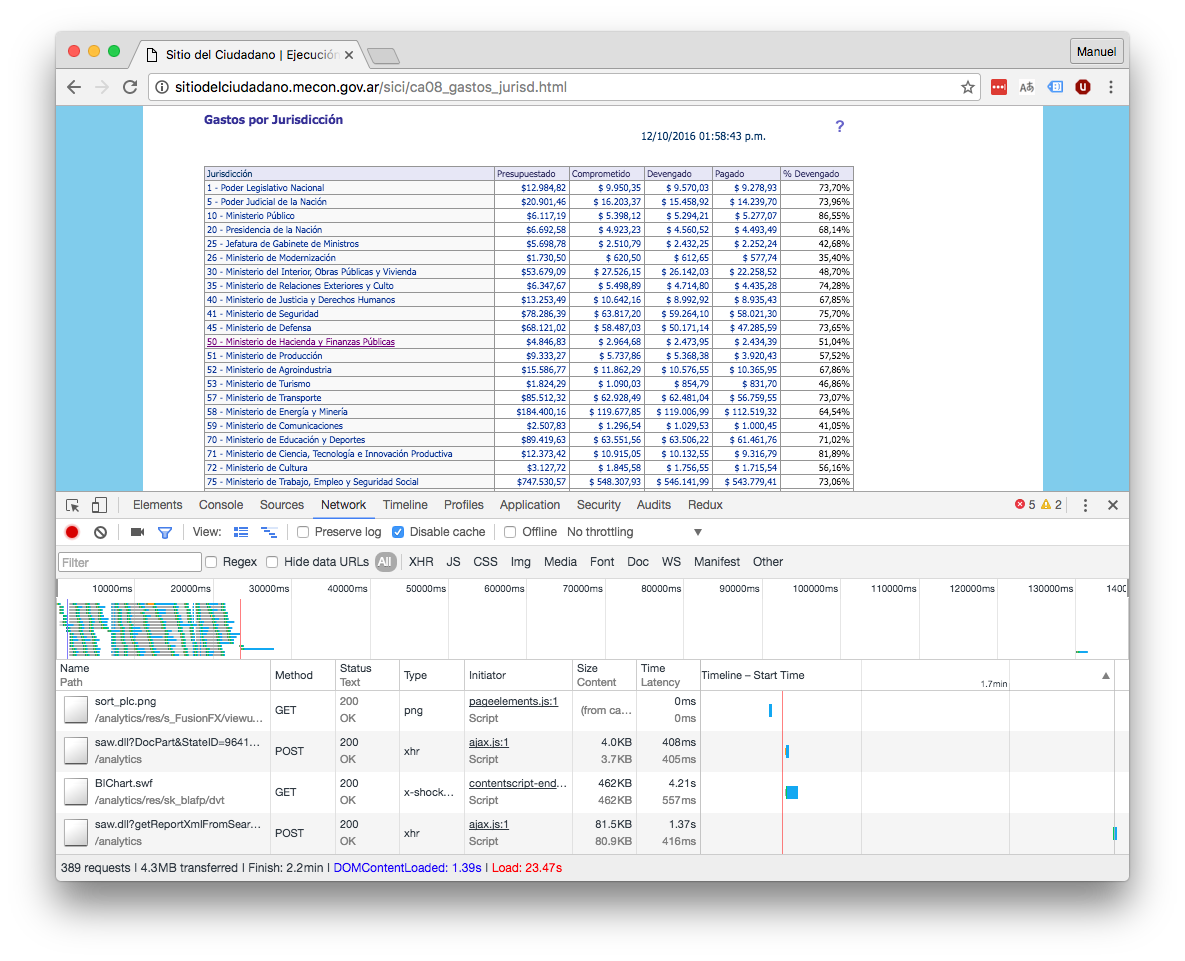 Sitio del Ciudadano | Ejecución
Manuel
sitiodelciudadano.mecon.gov.ar/sici/ca08_gastos_jurisd.html
Gastos por Jurisdicción
?
12/10/2016 01:58:43 p.m.
Jurisdicción Presupuestado Comprometido Devengado Pagado % Devengado
1 - Poder Legislativo Nacional $12.984,82 $ 9.950,35 $ 9.570,03 $ 9.278,93 73,70%
5 - Poder Judicial de la Nación $20.901,46 $ 16.203,37 $ 15.458,92 $ 14.239,70 73,96%
10 - Ministerio Público $6.117,19 $ 5.398,12 $ 5.294,21 $ 5.277,07 86,55%
20 - Presidencia de la Nación $6.692,58 $ 4.923,23 $ 4.560,52 $ 4.493,49 68,14%
25 - Jefatura de Gabinete de Ministros $5.698,78 $ 2.510,79 $ 2.432,25 $ 2.252,24 42,68%
26 - Ministerio de Modernización $1.730,50 $ 620,50 $ 612,65 $ 577,74 35,40%
30 - Ministerio del Interior, Obras Públicas y Vivienda $53.679,09 $ 27.526,15 $ 26.142,03 $ 22.258,52 48,70%
35 - Ministerio de Relaciones Exteriores y Culto $6.347,67 $ 5.498,89 $ 4.714,80 $ 4.435,28 74,28%
40 - Ministerio de Justicia y Derechos Humanos $13.253,49 $ 10.642,16 $ 8.992,92 $ 8.935,43 67,85%
41 - Ministerio de Seguridad $78.286,39 $ 63.817,20 $ 59.264,10 $ 58.021,30 75,70%
45 - Ministerio de Defensa $68.121,02 $ 58.487,03 $ 50.171,14 $ 47.285,59 73,65%
50 - Ministerio de Hacienda y Finanzas Públicas $4.846,83 $ 2.964,68 $ 2.473,95 $ 2.434,39 51,04%
51 - Ministerio de Producción $9.333,27 $ 5.737,86 $ 5.368,38 $ 3.920,43 57,52%
52 - Ministerio de Agroindustria $15.586,77 $ 11.862,29 $ 10.576,55 $ 10.365,95 67,86%
53 - Ministerio de Turismo $1.824,29 $ 1.090,03 $ 854,79 $ 831,70 46,86%
57 - Ministerio de Transporte $85.512,32 $ 62.928,49 $ 62.481,04 $ 56.759,55 73,07%
58 - Ministerio de Energía y Minería $184.400,16 $ 119.677,85 $ 119.006,99 $ 112.519,32 64,54%
59 - Ministerio de Comunicaciones $2.507,83 $ 1.296,54 $ 1.029,53 $ 1.000,45 41,05%
70 - Ministerio de Educación y Deportes $89.419,63 $ 63.551,56 $ 63.506,22 $ 61.461,76 71,02%
71 - Ministerio de Ciencia, Tecnología e Innovación Productiva $12.373,42 $ 10.915,05 $ 10.132,55 $ 9.316,79 81,89%
72 - Ministerio de Cultura $3.127,72 $ 1.845,58 $ 1.756,55 $ 1.715,54 56,16%
75 - Ministerio de Trabajo, Empleo y Seguridad Social $747.530,57 $ 548.307,93 $ 546.141,99 $ 543.779,41 73,06%
Elements Console Sources Network Timeline Profiles Application Security Audits Redux 5 2
View: Preserve log Disable cache Offline No throttling
Filter Regex Hide data URLs All XHR JS CSS Img Media Font Doc WS Manifest Other
10000ms 20000ms 30000ms 40000ms 50000ms 60000ms 70000ms 80000ms 90000ms 100000ms 110000ms 120000ms 130000ms 1400
Name Path Method Status Text Type Initiator Size Content Time Latency Timeline – Start Time 1.7min
sort_plc.png GET 200 png pageelements.js:1 (from ca... 0ms
/analytics/res/s_FusionFX/viewu... OK Script 0ms
saw.dll?DocPart&StateID=9641... POST 200 xhr ajax.js:1 4.0KB 408ms
/analytics OK Script 3.7KB 405ms
BIChart.swf GET 200 x-shock... contentscript-end... 462KB 4.21s
/analytics/res/sk_blafp/dvt OK Script 462KB 557ms
saw.dll?getReportXmlFromSear... POST 200 xhr ajax.js:1 81.5KB 1.37s
/analytics OK Script 80.9KB 416ms
389 requests | 4.3MB transferred | Finish: 2.2min | DOMContentLoaded: 1.39s | Load: 23.47s